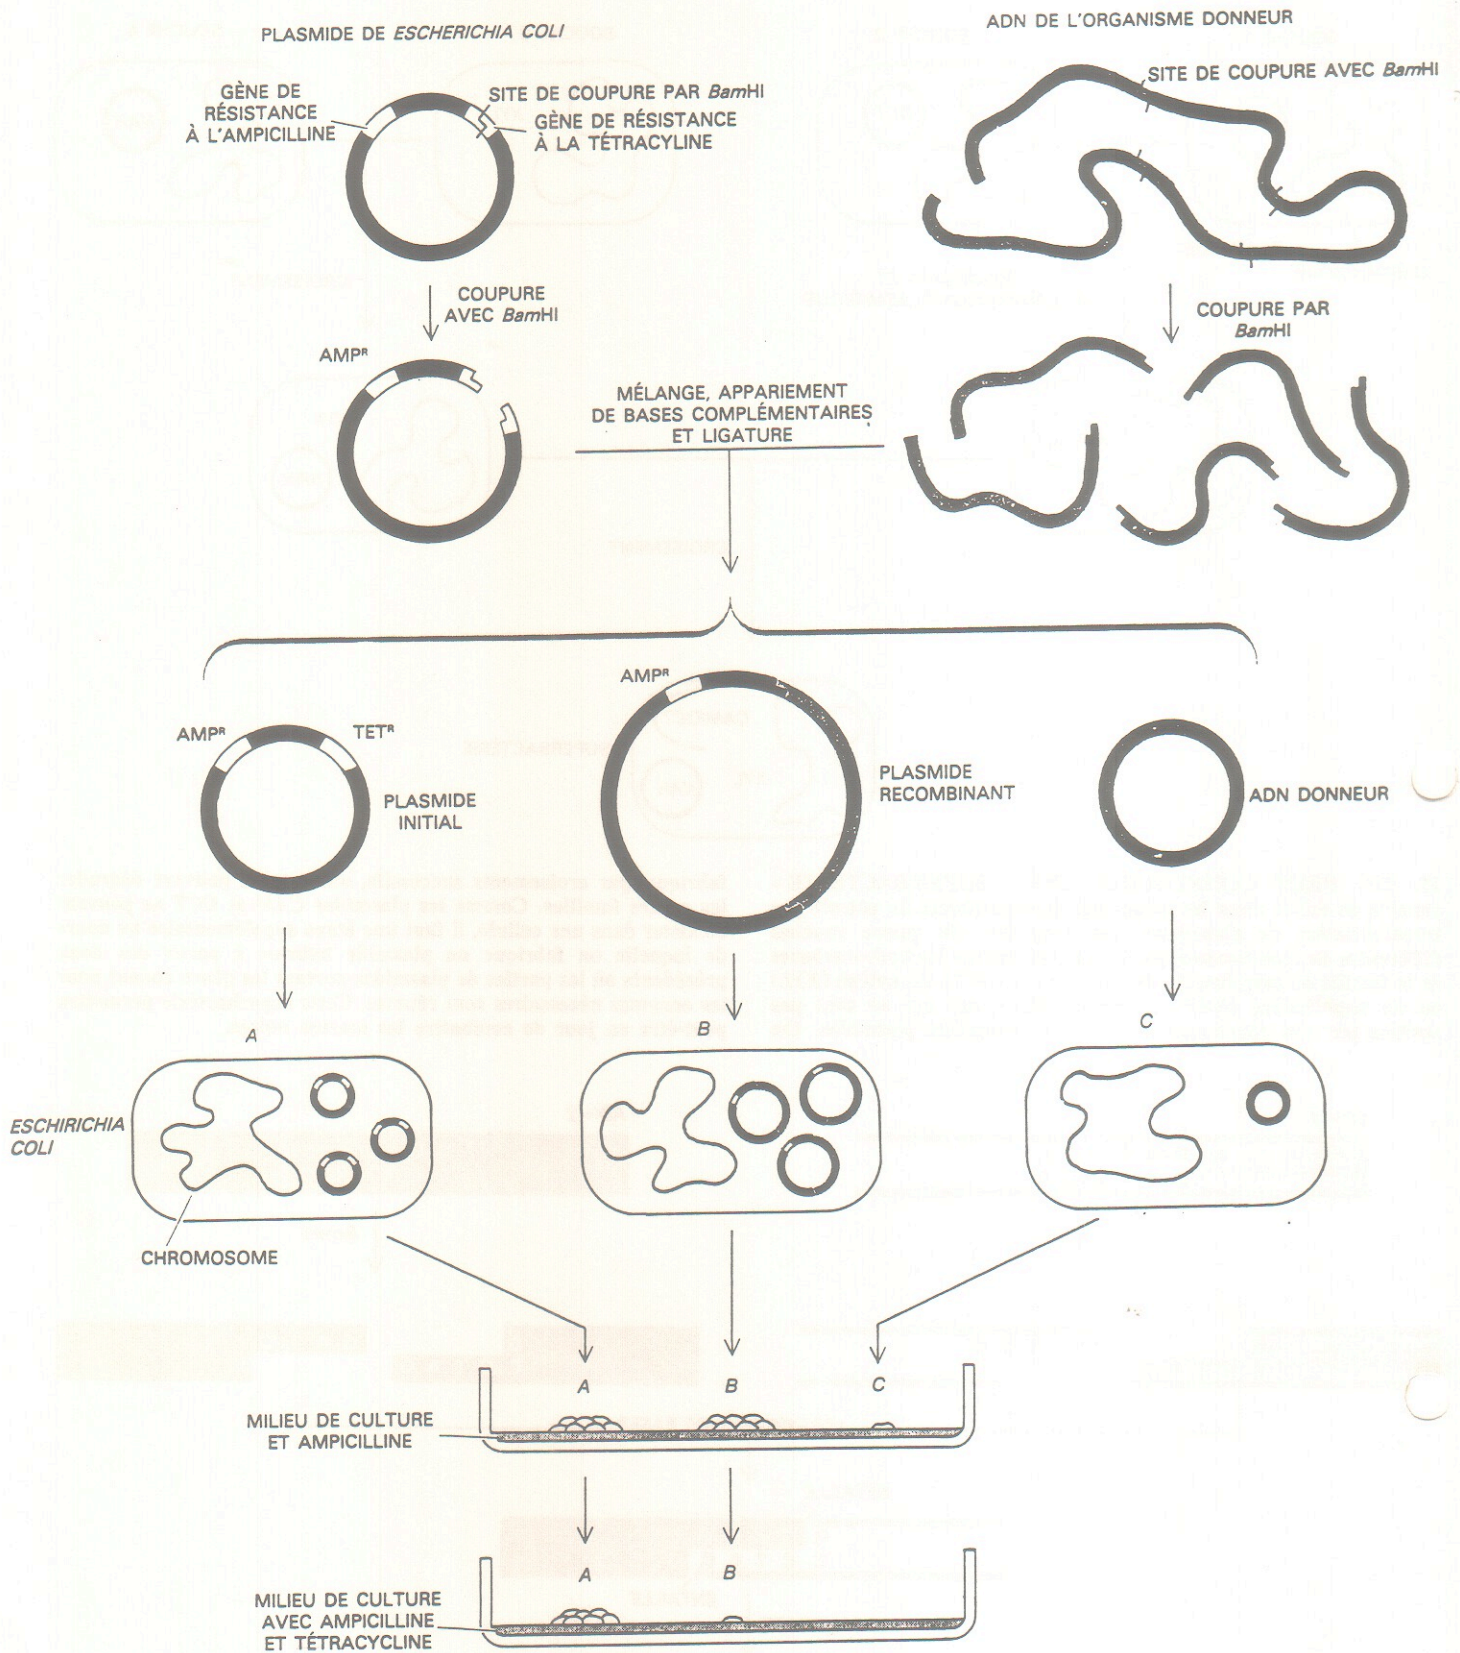 PLASMIDE DE ESCHERICHIA COLI
ADN DE L'ORGANISME DONNEUR
GÈNE DE
RÉSISTANCE
À L'AMPICILLINE
SITE DE COUPURE PAR BamHI
GÈNE DE RÉSISTANCE
À LA TÉTRACYLINE
SITE DE COUPURE AVEC BamHI
COUPURE
AVEC BamHI
COUPURE PAR
BamHI
AMPR
MÉLANGE, APPARIEMENT
DE BASES COMPLÉMENTAIRES
ET LIGATURE
AMPR
TETR
PLASMIDE
INITIAL
AMPR
PLASMIDE
RECOMBINANT
ADN DONNEUR
A
B
C
ESCHIRICHIA
COLI
CHROMOSOME
A
B
C
MILIEU DE CULTURE
ET AMPICILLINE
A
B
MILIEU DE CULTURE
AVEC AMPICILLINE
ET TÉTRACYCLINE